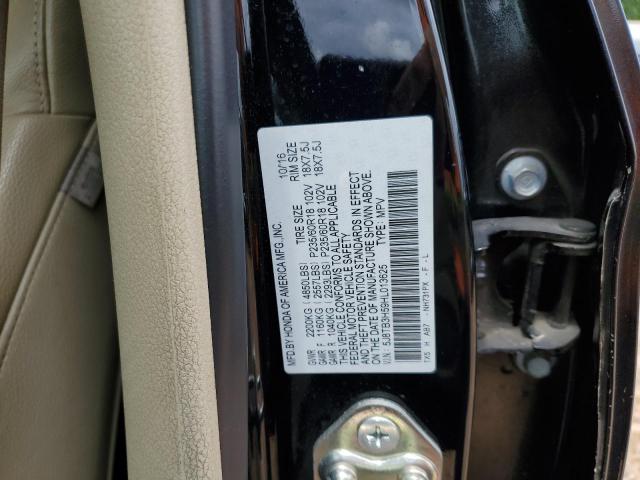 MFD.BY HONDA OF AMERICA MFG.,INC. 10/16
TIRE SIZE RIM SIZE
GVWR 2200KG (4850LBS)
GAWR F 1160KG (2557LBS) P235/60R18 102V 18X7.5J
GAWR R 1040KG (2293LBS) P235/60R18 102V 18X7.5J
THIS VEHICLE CONFORMS TO ALL APPLICABLE
FEDERAL MOTOR VEHICLE SAFETY
AND THEFT PREVENTION STANDARDS IN EFFECT
ON THE DATE OF MANUFACTURE SHOWN ABOVE.
V.I.N.: 5J8TB3H59HL013625 TYPE: MPV
TX5 H AB7 - NH731PX - F - L